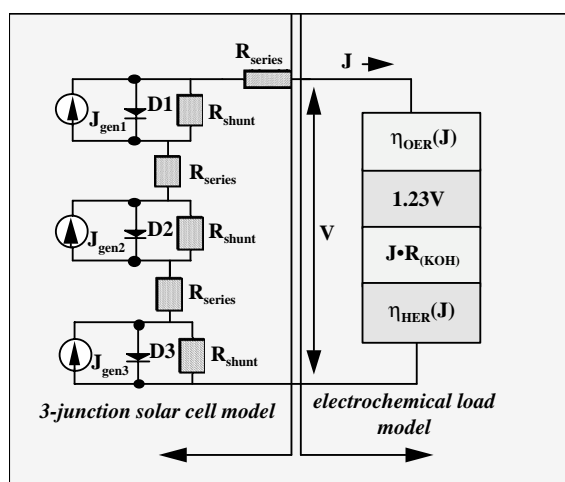 R_series
J
D1
J_gen1
R_shunt
η_OER(J)
R_series
1.23V
D2
J_gen2
R_shunt
V
J•R_(KOH)
R_series
η_HER(J)
D3
J_gen3
R_shunt
3-junction solar cell model
electrochemical load
model